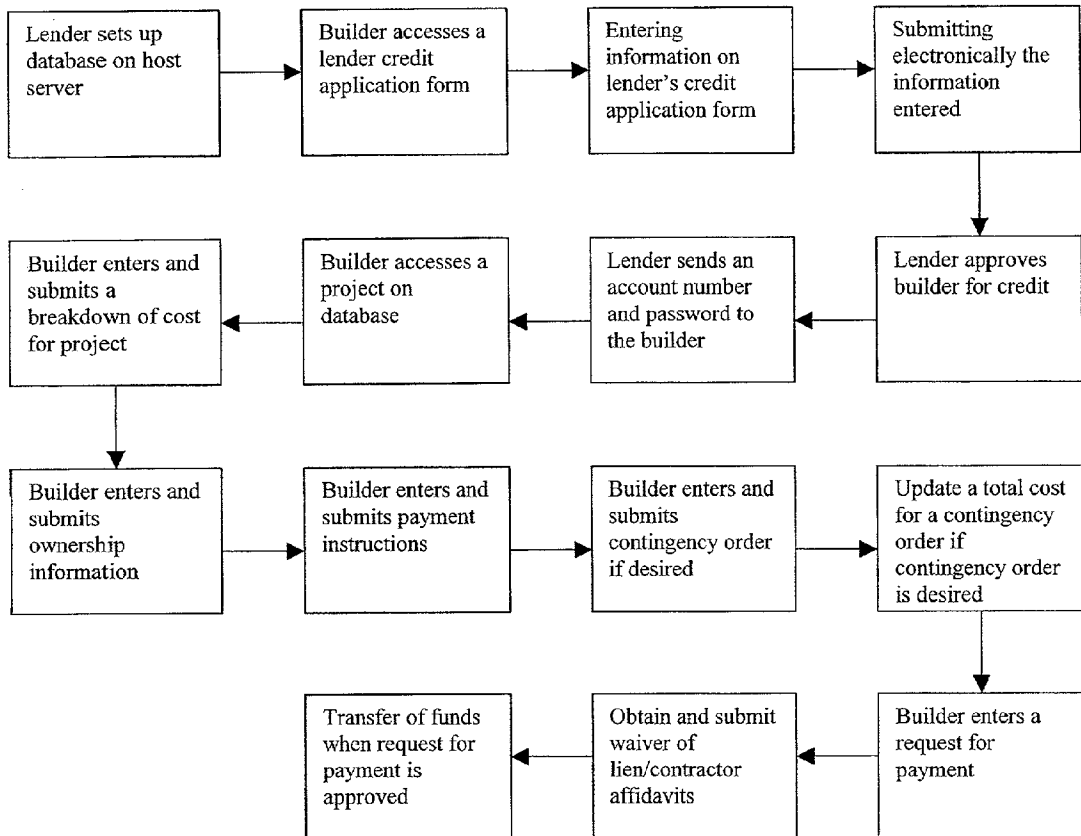 Lender sets up
database on host
server
Builder accesses a
lender credit
application form
Entering
information on
lender's credit
application form
Submitting
electronically the
information
entered
Lender approves
builder for credit
Lender sends an
account number
and password to
the builder
Builder accesses a
project on
database
Builder enters and
submits a
breakdown of cost
for project
Builder enters and
submits
ownership
information
Builder enters and
submits payment
instructions
Builder enters and
submits
contingency order
if desired
Update a total cost
for a contingency
order if
contingency order
is desired
Builder enters a
request for
payment
Obtain and submit
waiver of
lien/contractor
affidavits
Transfer of funds
when request for
payment is
approved